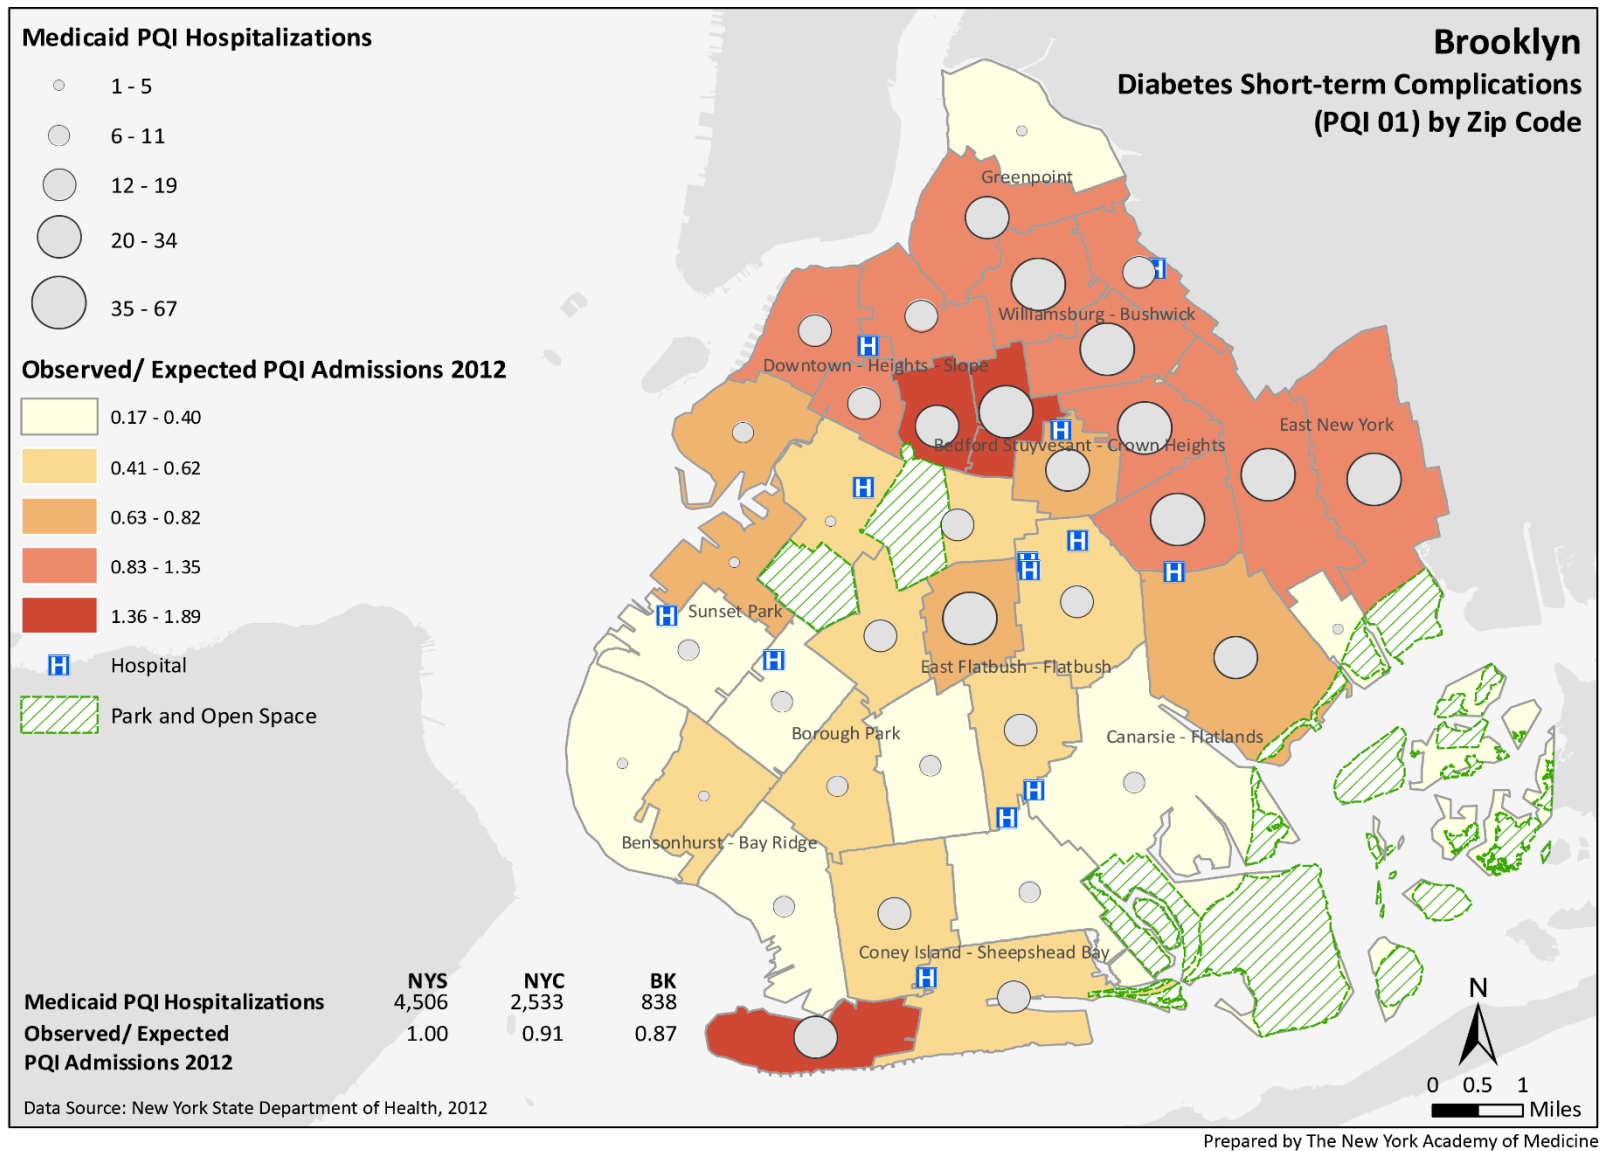 Medicaid PQI Hospitalizations
1 - 5
6 - 11
12 - 19
20 - 34
35 - 67
Observed/ Expected PQI Admissions 2012
0.17 - 0.40
0.41 - 0.62
0.63 - 0.82
0.83 - 1.35
1.36 - 1.89
H Hospital
Park and Open Space
Brooklyn
Diabetes Short-term Complications
(PQI 01) by Zip Code
Greenpoint
H
Williamsburg - Bushwick
H
Downtown - Heights - Slope
East New York
H
Bedford Stuyvesant - Crown Heights
H
H
H
H
H
Sunset Park
H
H
East Flatbush - Flatbush
Borough Park
Canarsie - Flatlands
H
H
Bensonhurst - Bay Ridge
Coney Island - Sheepshead Bay
H
NYS NYC BK
Medicaid PQI Hospitalizations 4,506 2,533 838
Observed/ Expected 1.00 0.91 0.87
PQI Admissions 2012
Data Source: New York State Department of Health, 2012
N
0 0.5 1
Miles
Prepared by The New York Academy of Medicine